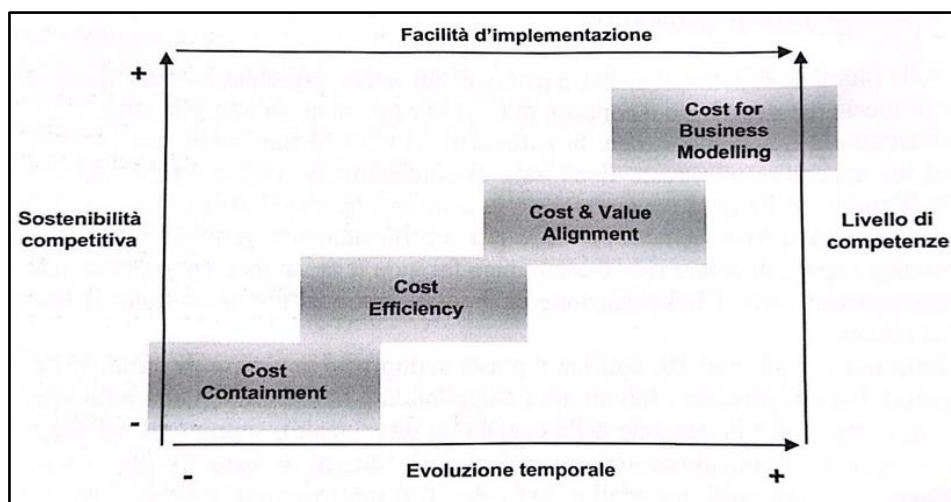 Facilità d'implementazione
+
Cost for
Business
Modelling
Sostenibilità
competitiva
Cost & Value
Alignment
Livello
di competenze
Cost
Efficiency
Cost
Containment
-
-
Evoluzione temporale
+